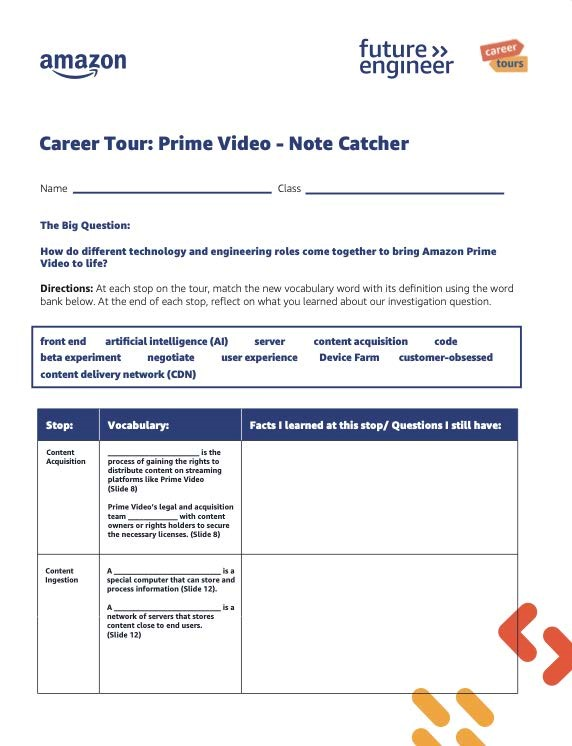 amazon
future
engineer
career
tours
Career Tour: Prime Video - Note Catcher
Name ____ Class ____
The Big Question:
How do different technology and engineering roles come together to bring Amazon Prime
Video to life?
Directions: At each stop on the tour, match the new vocabulary word with its definition using the word
bank below. At the end of each stop, reflect on what you learned about our investigation question.
front end artificial intelligence (AI) server content acquisition code
beta experiment negotiate user experience Device Farm customer-obsessed
content delivery network (CDN)
Stop: Vocabulary: Facts I learned at this stop/ Questions I still have:
Content
Acquisition
____ is the
process of gaining the rights to
distribute content on streaming
platforms like Prime Video
(Slide 8)
Prime Video's legal and acquisition
team ____ with content
owners or rights holders to secure
the necessary licenses. (Slide 8)
Content
Ingestion
A ____ is a
special computer that can store and
process information (Slide 12).
A ____ is a
network of servers that stores
content close to end users.
(Slide 12)